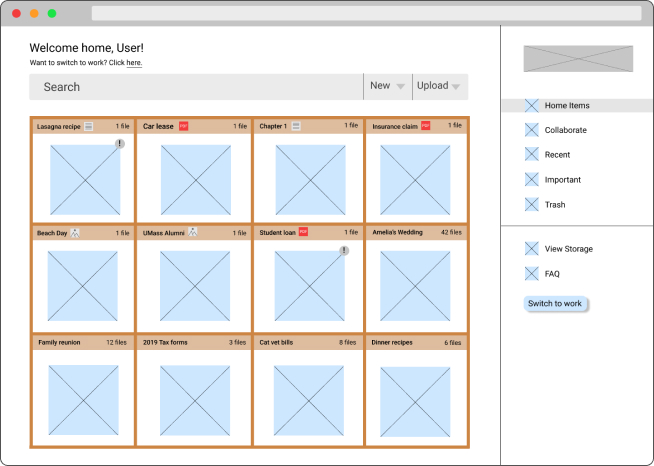 Welcome home, User!
Want to switch to work? Click here.
Search
New
Upload
Lasagna recipe
1 file
Car lease
PDF
1 file
Chapter 1
1 file
Insurance claim
PDF
1 file
!
Beach Day
1 file
UMass Alumni
1 file
Student loan
PDF
1 file
Amelia's Wedding
42 files
!
Family reunion
12 files
2019 Tax forms
3 files
Cat vet bills
8 files
Dinner recipes
6 files
Home Items
Collaborate
Recent
Important
Trash
View Storage
FAQ
Switch to work